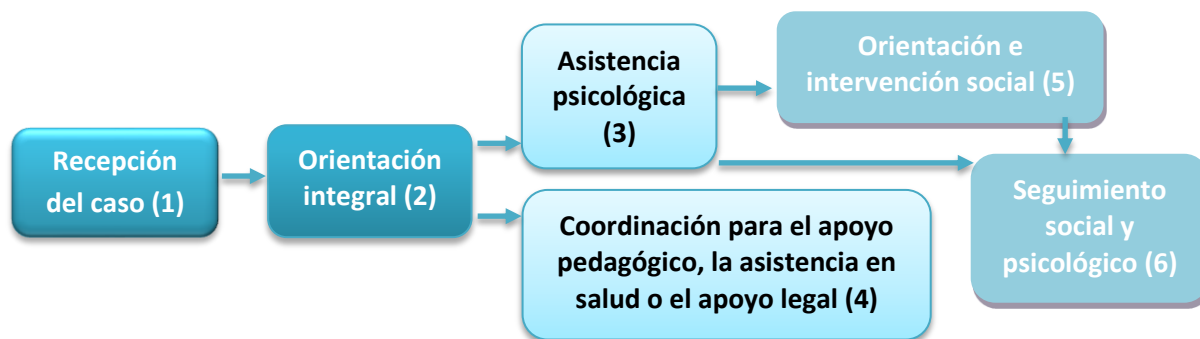 Recepción
del caso (1)
Orientación
integral (2)
Asistencia
psicológica
(3)
Coordinación para el apoyo
pedagógico, la asistencia en
salud o el apoyo legal (4)
Orientación e
intervención social (5)
Seguimiento
social y
psicológico (6)